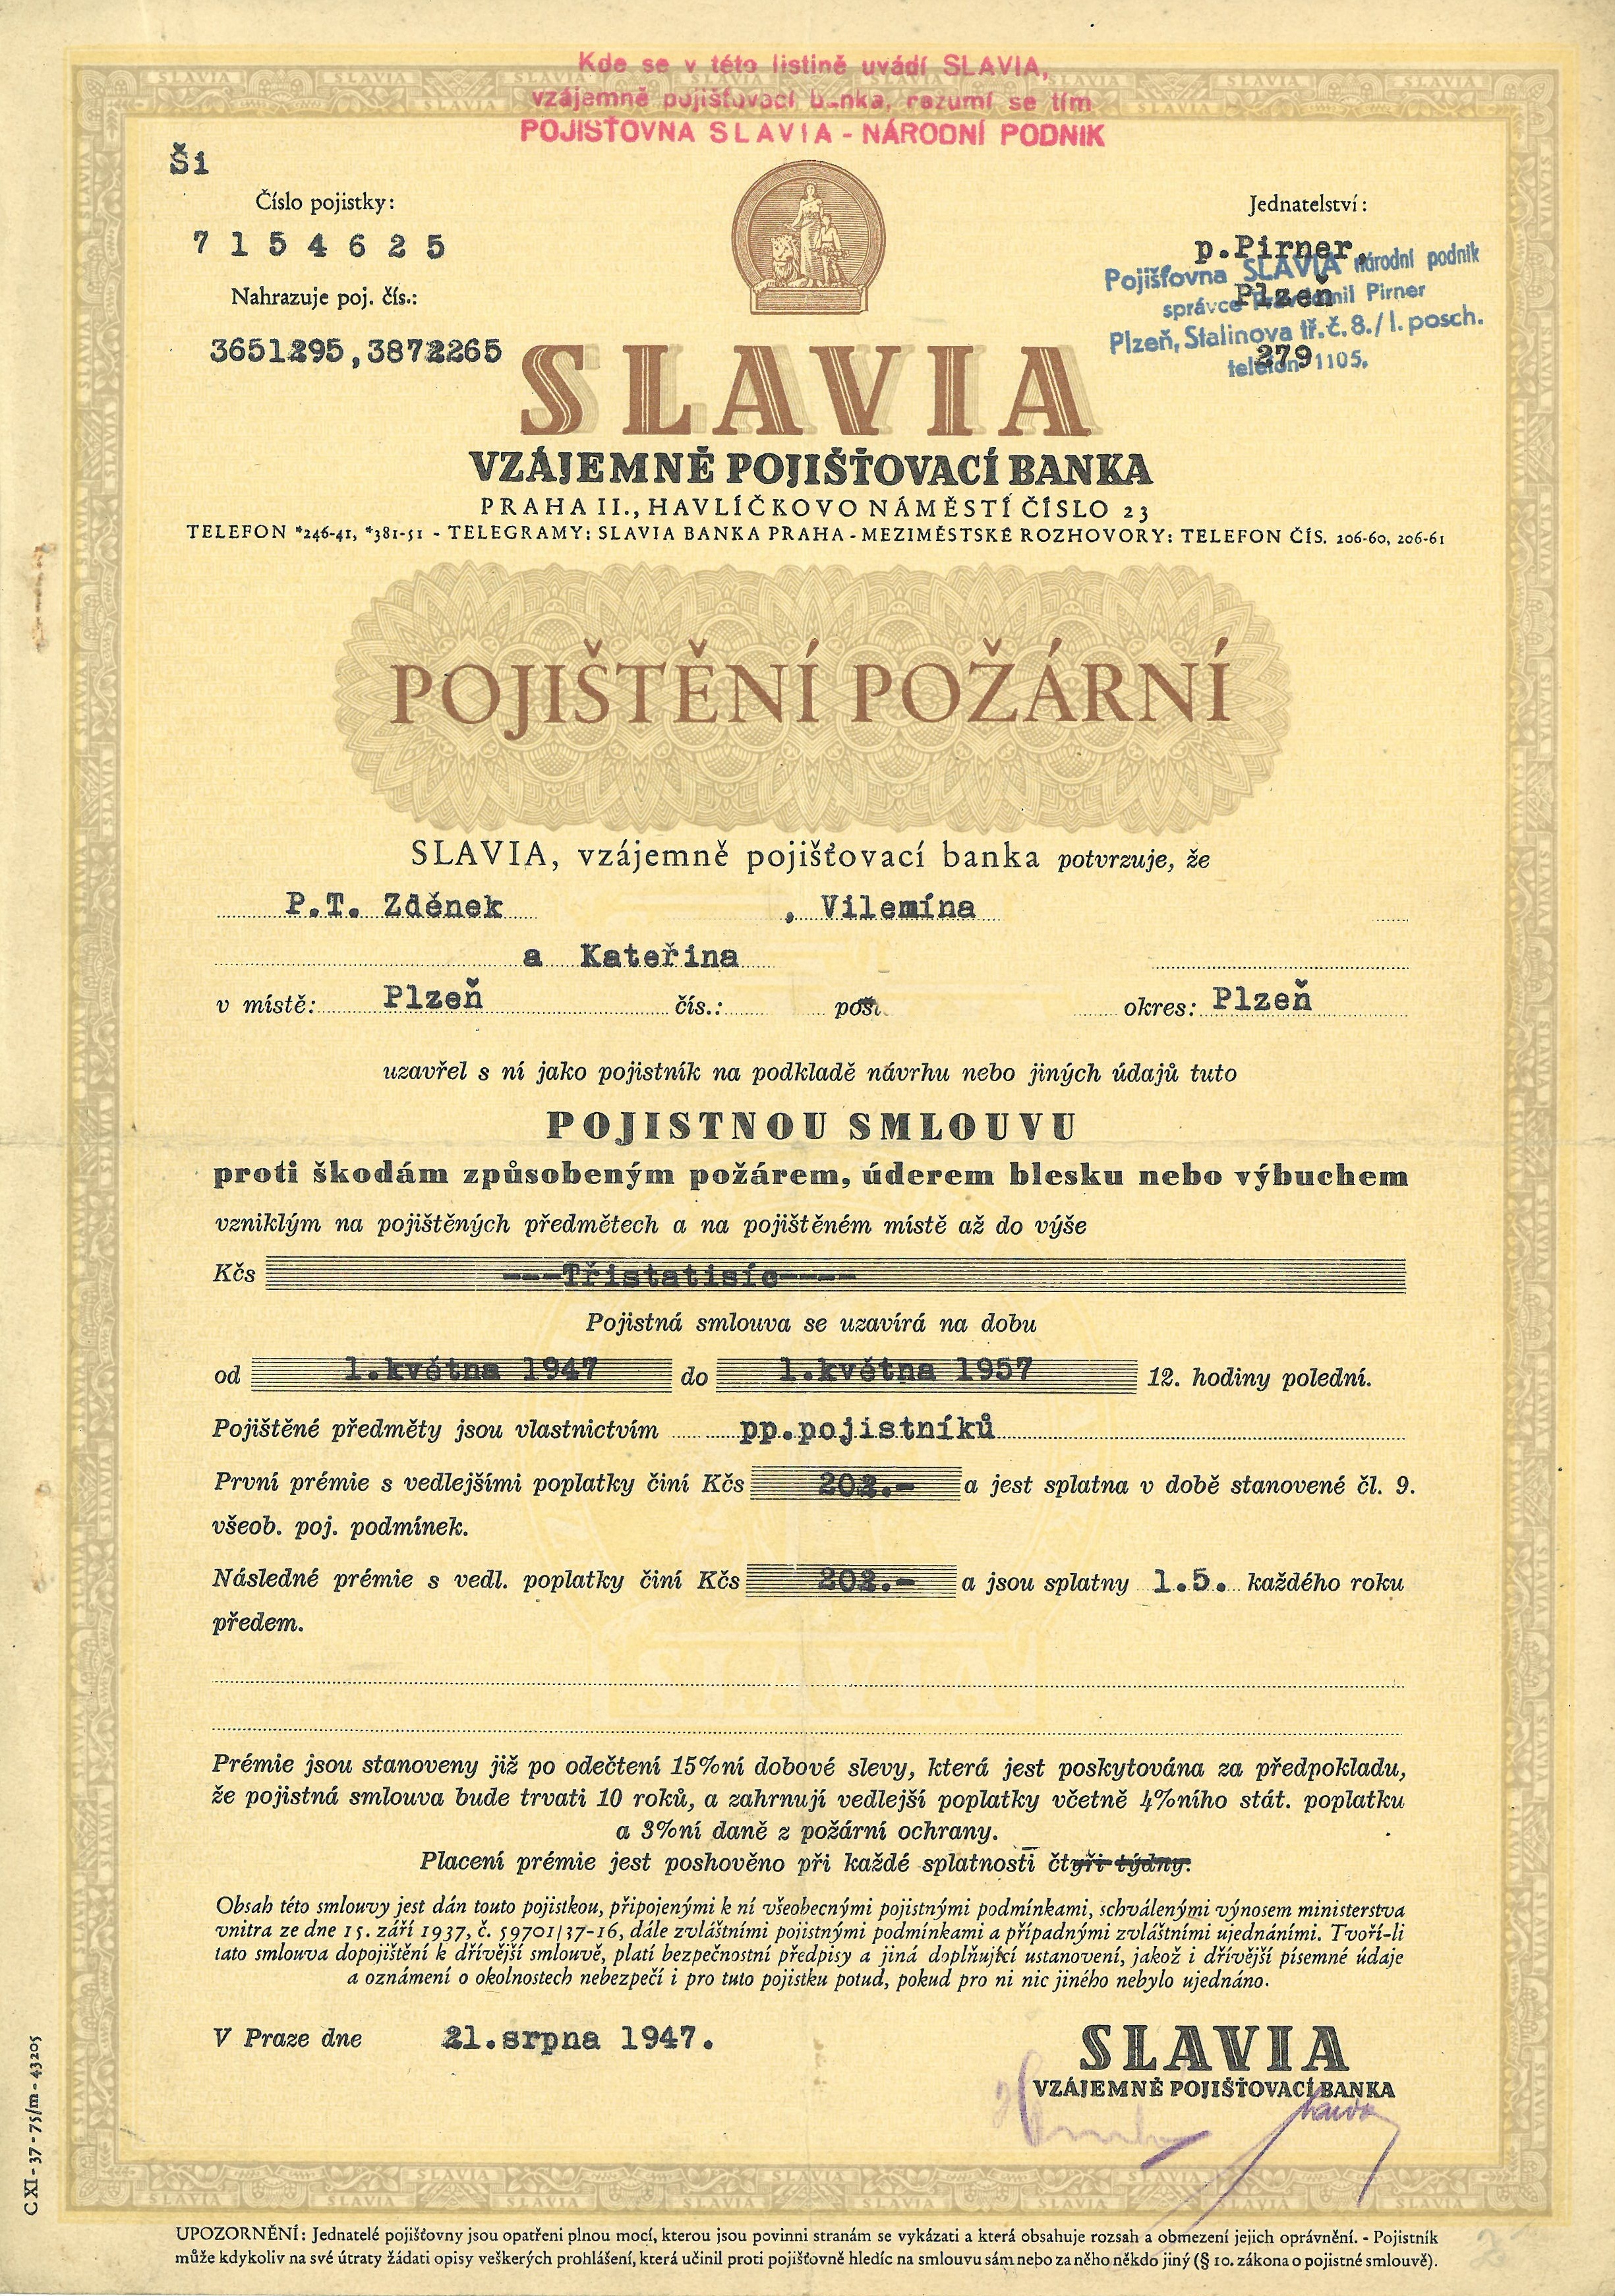 Kde se v této listině uvádí SLAVIA,
vzájemně pojišťovací banka, rozumí se tím
POJIŠŤOVNA SLAVIA - NÁRODNÍ PODNIK
Ši
Číslo pojistky:
7 1 5 4 6 2 5
Nahrazuje poj. čís.:
3651295,3872265
Jednatelství:
p.Pirner,
Plzeň
279
Pojišťovna SLAVIA národní podnik
správce Pirner
Plzeň, Stalinova tř.č.8./I. posch.
telefon 1105.
SLAVIA
VZÁJEMNĚ POJIŠŤOVACÍ BANKA
PRAHA II., HAVLÍČKOVO NÁMĚSTÍ ČÍSLO 23
TELEFON *246-41, *381-51 - TELEGRAMY: SLAVIA BANKA PRAHA - MEZIMĚSTSKÉ ROZHOVORY: TELEFON ČÍS. 206-60, 206-61
POJIŠTĚNÍ POŽÁRNÍ
SLAVIA, vzájemně pojišťovací banka potvrzuje, že
P.T. Zděnek , Vilemína
a Kateřina
v místě: Plzeň čís.: pošt okres: Plzeň
uzavřel s ní jako pojistník na podkladě návrhu nebo jiných údajů tuto
POJISTNOU SMLOUVU
proti škodám způsobeným požárem, úderem blesku nebo výbuchem
vzniklým na pojištěných předmětech a na pojištěném místě až do výše
Kčs ---Třistatisíc----
Pojistná smlouva se uzavírá na dobu
od 1.května 1947 do 1.května 1957 12. hodiny polední.
Pojištěné předměty jsou vlastnictvím pp.pojistníků
První prémie s vedlejšími poplatky činí Kčs 202.- a jest splatna v době stanovené čl. 9.
všeob. poj. podmínek.
Následné prémie s vedl. poplatky činí Kčs 202.- a jsou splatny 1.5. každého roku
předem.
Prémie jsou stanoveny již po odečtení 15%ní dobové slevy, která jest poskytována za předpokladu,
že pojistná smlouva bude trvati 10 roků, a zahrnují vedlejší poplatky včetně 4%ního stát. poplatku
a 3%ní daně z požární ochrany.
Placení prémie jest poshověno při každé splatnosti čtyři týdny.
Obsah této smlouvy jest dán touto pojistkou, připojenými k ní všeobecnými pojistnými podmínkami, schválenými výnosem ministerstva
vnitra ze dne 15. září 1937, č. 59701/37-16, dále zvláštními pojistnými podmínkami a případnými zvláštními ujednáními. Tvoří-li
tato smlouva dopojištění k dřívější smlouvě, platí bezpečnostní předpisy a jiná doplňující ustanovení, jakož i dřívější písemné údaje
a oznámení o okolnostech nebezpečí i pro tuto pojistku potud, pokud pro ni nic jiného nebylo ujednáno.
V Praze dne 21.srpna 1947.
SLAVIA
VZÁJEMNĚ POJIŠŤOVACÍ BANKA
C XI - 37 - 75/m - 43205
UPOZORNĚNÍ: Jednatelé pojišťovny jsou opatřeni plnou mocí, kterou jsou povinni stranám se vykázati a která obsahuje rozsah a obmezení jejich oprávnění. - Pojistník
může kdykoliv na své útraty žádati opisy veškerých prohlášení, která učinil proti pojišťovně hledíc na smlouvu sám nebo za něho někdo jiný (§ 10. zákona o pojistné smlouvě).